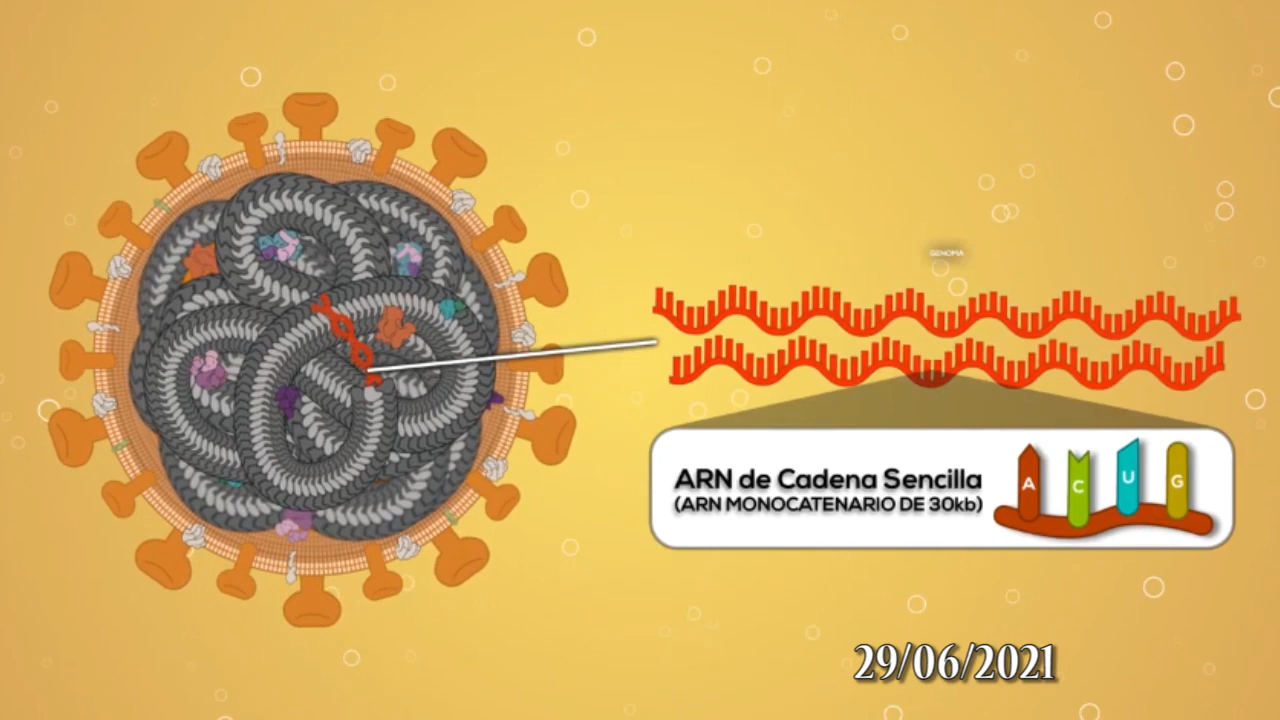 GENOMA
ARN de Cadena Sencilla
(ARN MONOCATENARIO DE 30kb)
A C U G
29/06/2021